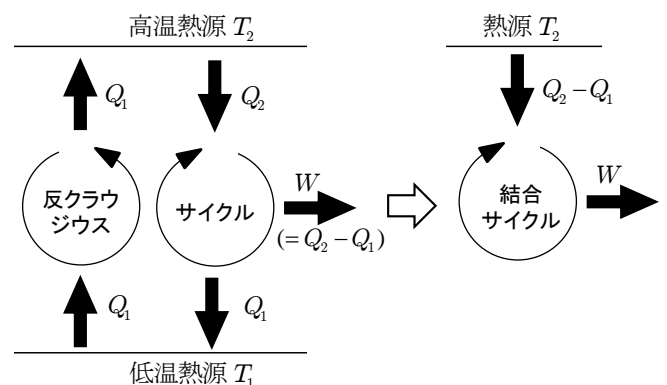 高温熱源 T₂
Q₁
Q₂
反クラウ
ジウス
サイクル
W
(= Q₂ − Q₁)
Q₁
Q₁
低温熱源 T₁
熱源 T₂
Q₂ − Q₁
結合
サイクル
W